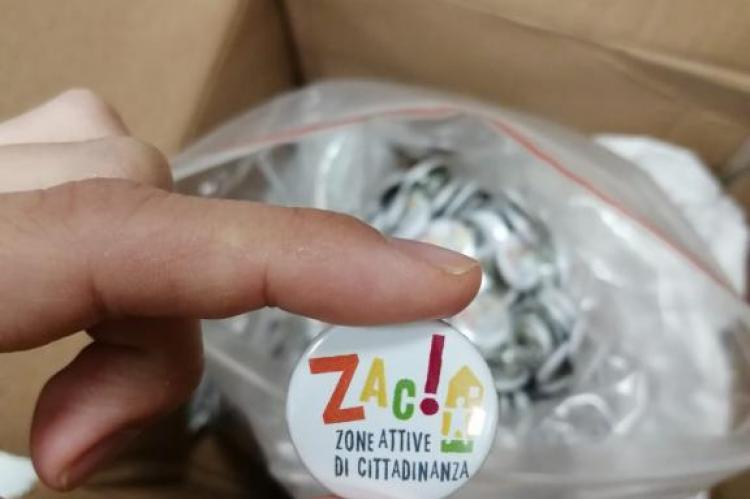 ZAC!
ZONE ATTIVE
DI CITTADINANZA